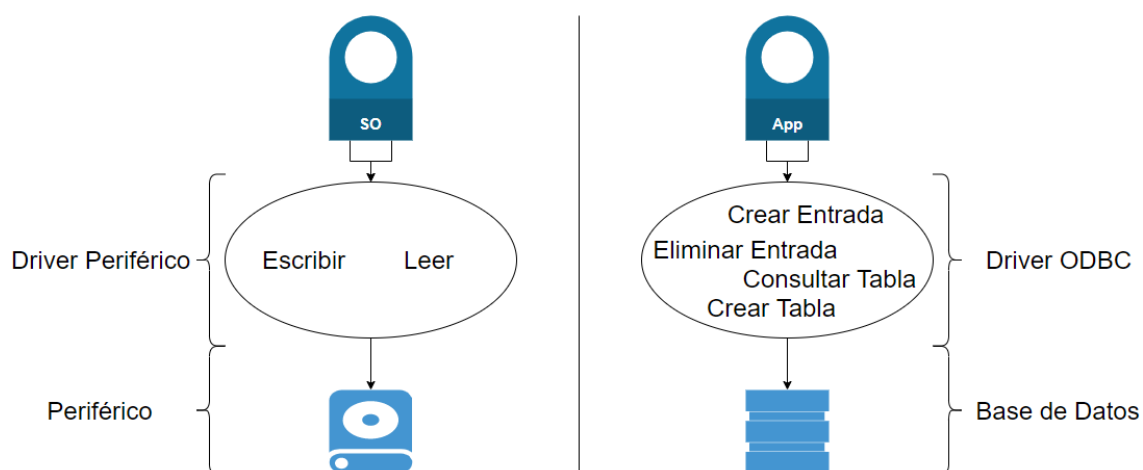 SO
Driver Periférico
Escribir
Leer
Periférico
App
Crear Entrada
Eliminar Entrada
Consultar Tabla
Crear Tabla
Driver ODBC
Base de Datos